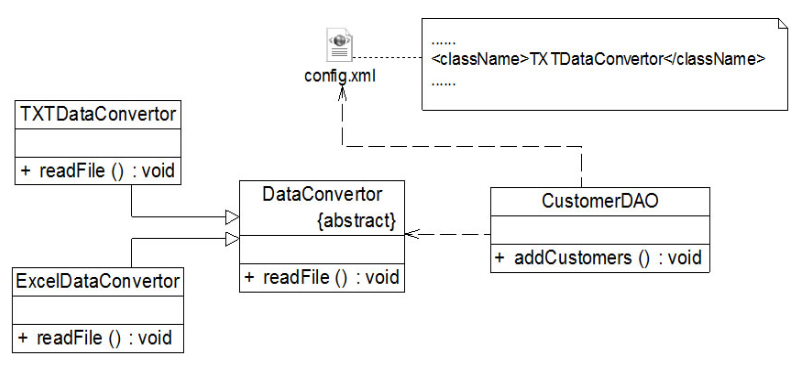 ......
<className>TXTDataConvertor</className>
......
config.xml
TXTDataConvertor
+ readFile () : void
DataConvertor
{abstract}
+ readFile () : void
CustomerDAO
+ addCustomers () : void
ExcelDataConvertor
+ readFile () : void